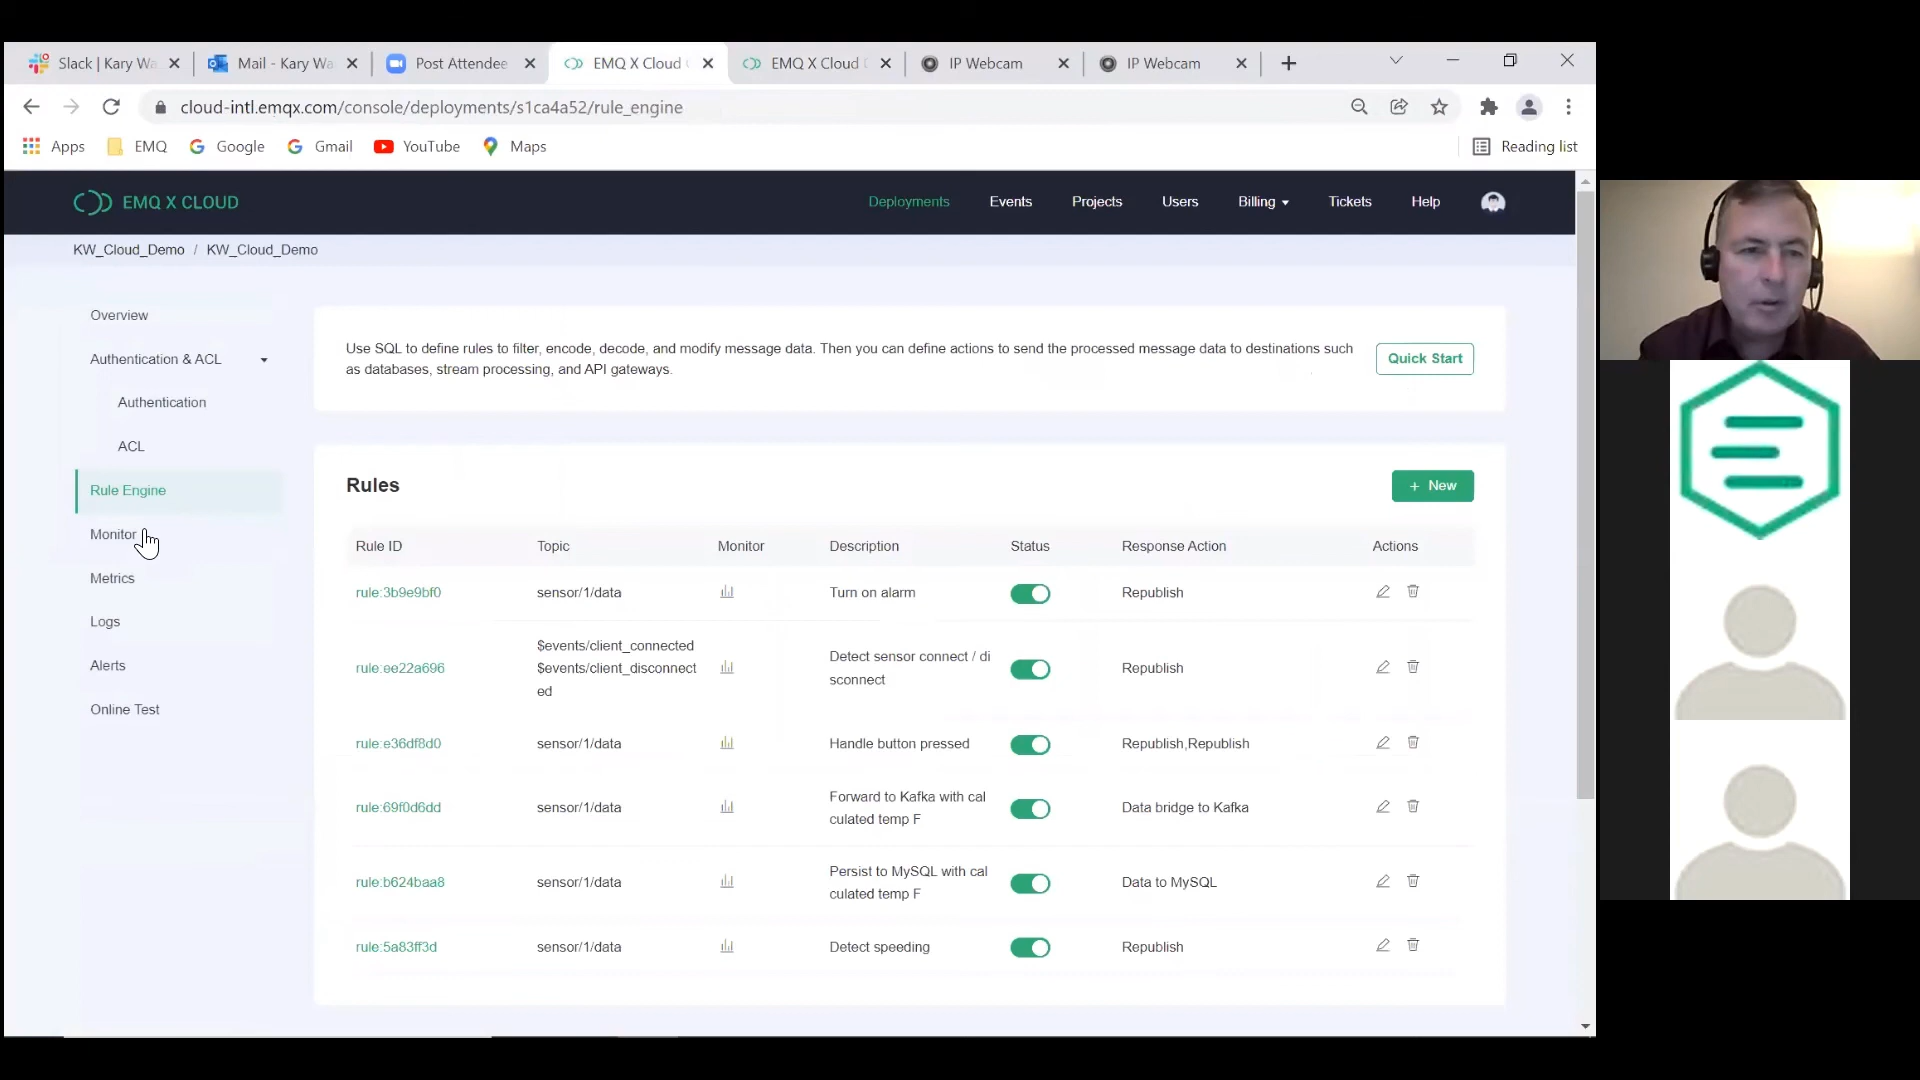 Slack | Kary Wa
Mail - Kary Wa
Post Attendee
EMQ X Cloud
EMQ X Cloud
IP Webcam
IP Webcam
cloud-intl.emqx.com/console/deployments/s1ca4a52/rule_engine
Apps
EMQ
Google
Gmail
YouTube
Maps
Reading list
EMQ X CLOUD
Deployments
Events
Projects
Users
Billing
Tickets
Help
KW_Cloud_Demo / KW_Cloud_Demo
Overview
Authentication & ACL
Authentication
ACL
Rule Engine
Monitor
Metrics
Logs
Alerts
Online Test
Use SQL to define rules to filter, encode, decode, and modify message data. Then you can define actions to send the processed message data to destinations such
as databases, stream processing, and API gateways.
Quick Start
Rules
+ New
Rule ID Topic Monitor Description Status Response Action Actions
rule:3b9e9bf0 sensor/1/data Turn on alarm Republish
rule:ee22a696
$events/client_connected
$events/client_disconnect
ed
Detect sensor connect / di
sconnect
Republish
rule:e36df8d0 sensor/1/data Handle button pressed Republish,Republish
rule:69f0d6dd sensor/1/data
Forward to Kafka with cal
culated temp F
Data bridge to Kafka
rule:b624baa8 sensor/1/data
Persist to MySQL with cal
culated temp F
Data to MySQL
rule:5a83ff3d sensor/1/data Detect speeding Republish